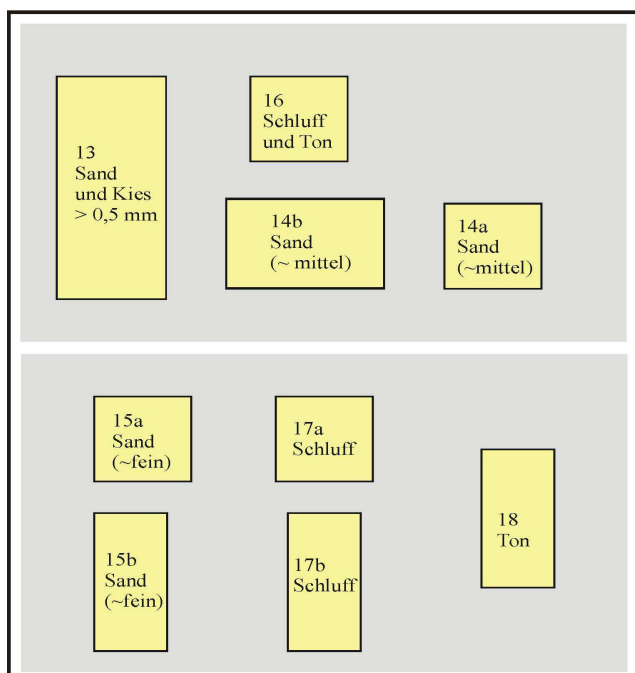 13
Sand
und Kies
> 0,5 mm
16
Schluff
und Ton
14b
Sand
(~ mittel)
14a
Sand
(~mittel)
15a
Sand
(~fein)
17a
Schluff
18
Ton
15b
Sand
(~fein)
17b
Schluff